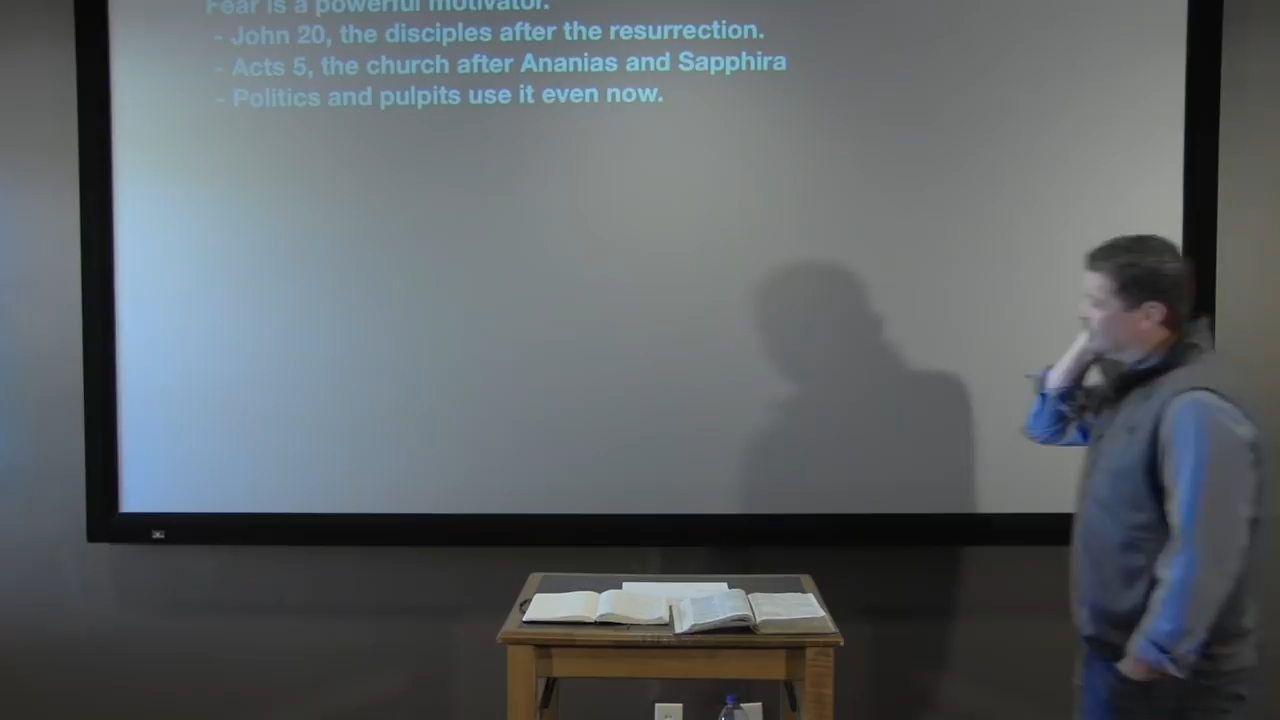 Fear is a powerful motivator.
- John 20, the disciples after the resurrection.
- Acts 5, the church after Ananias and Sapphira
- Politics and pulpits use it even now.